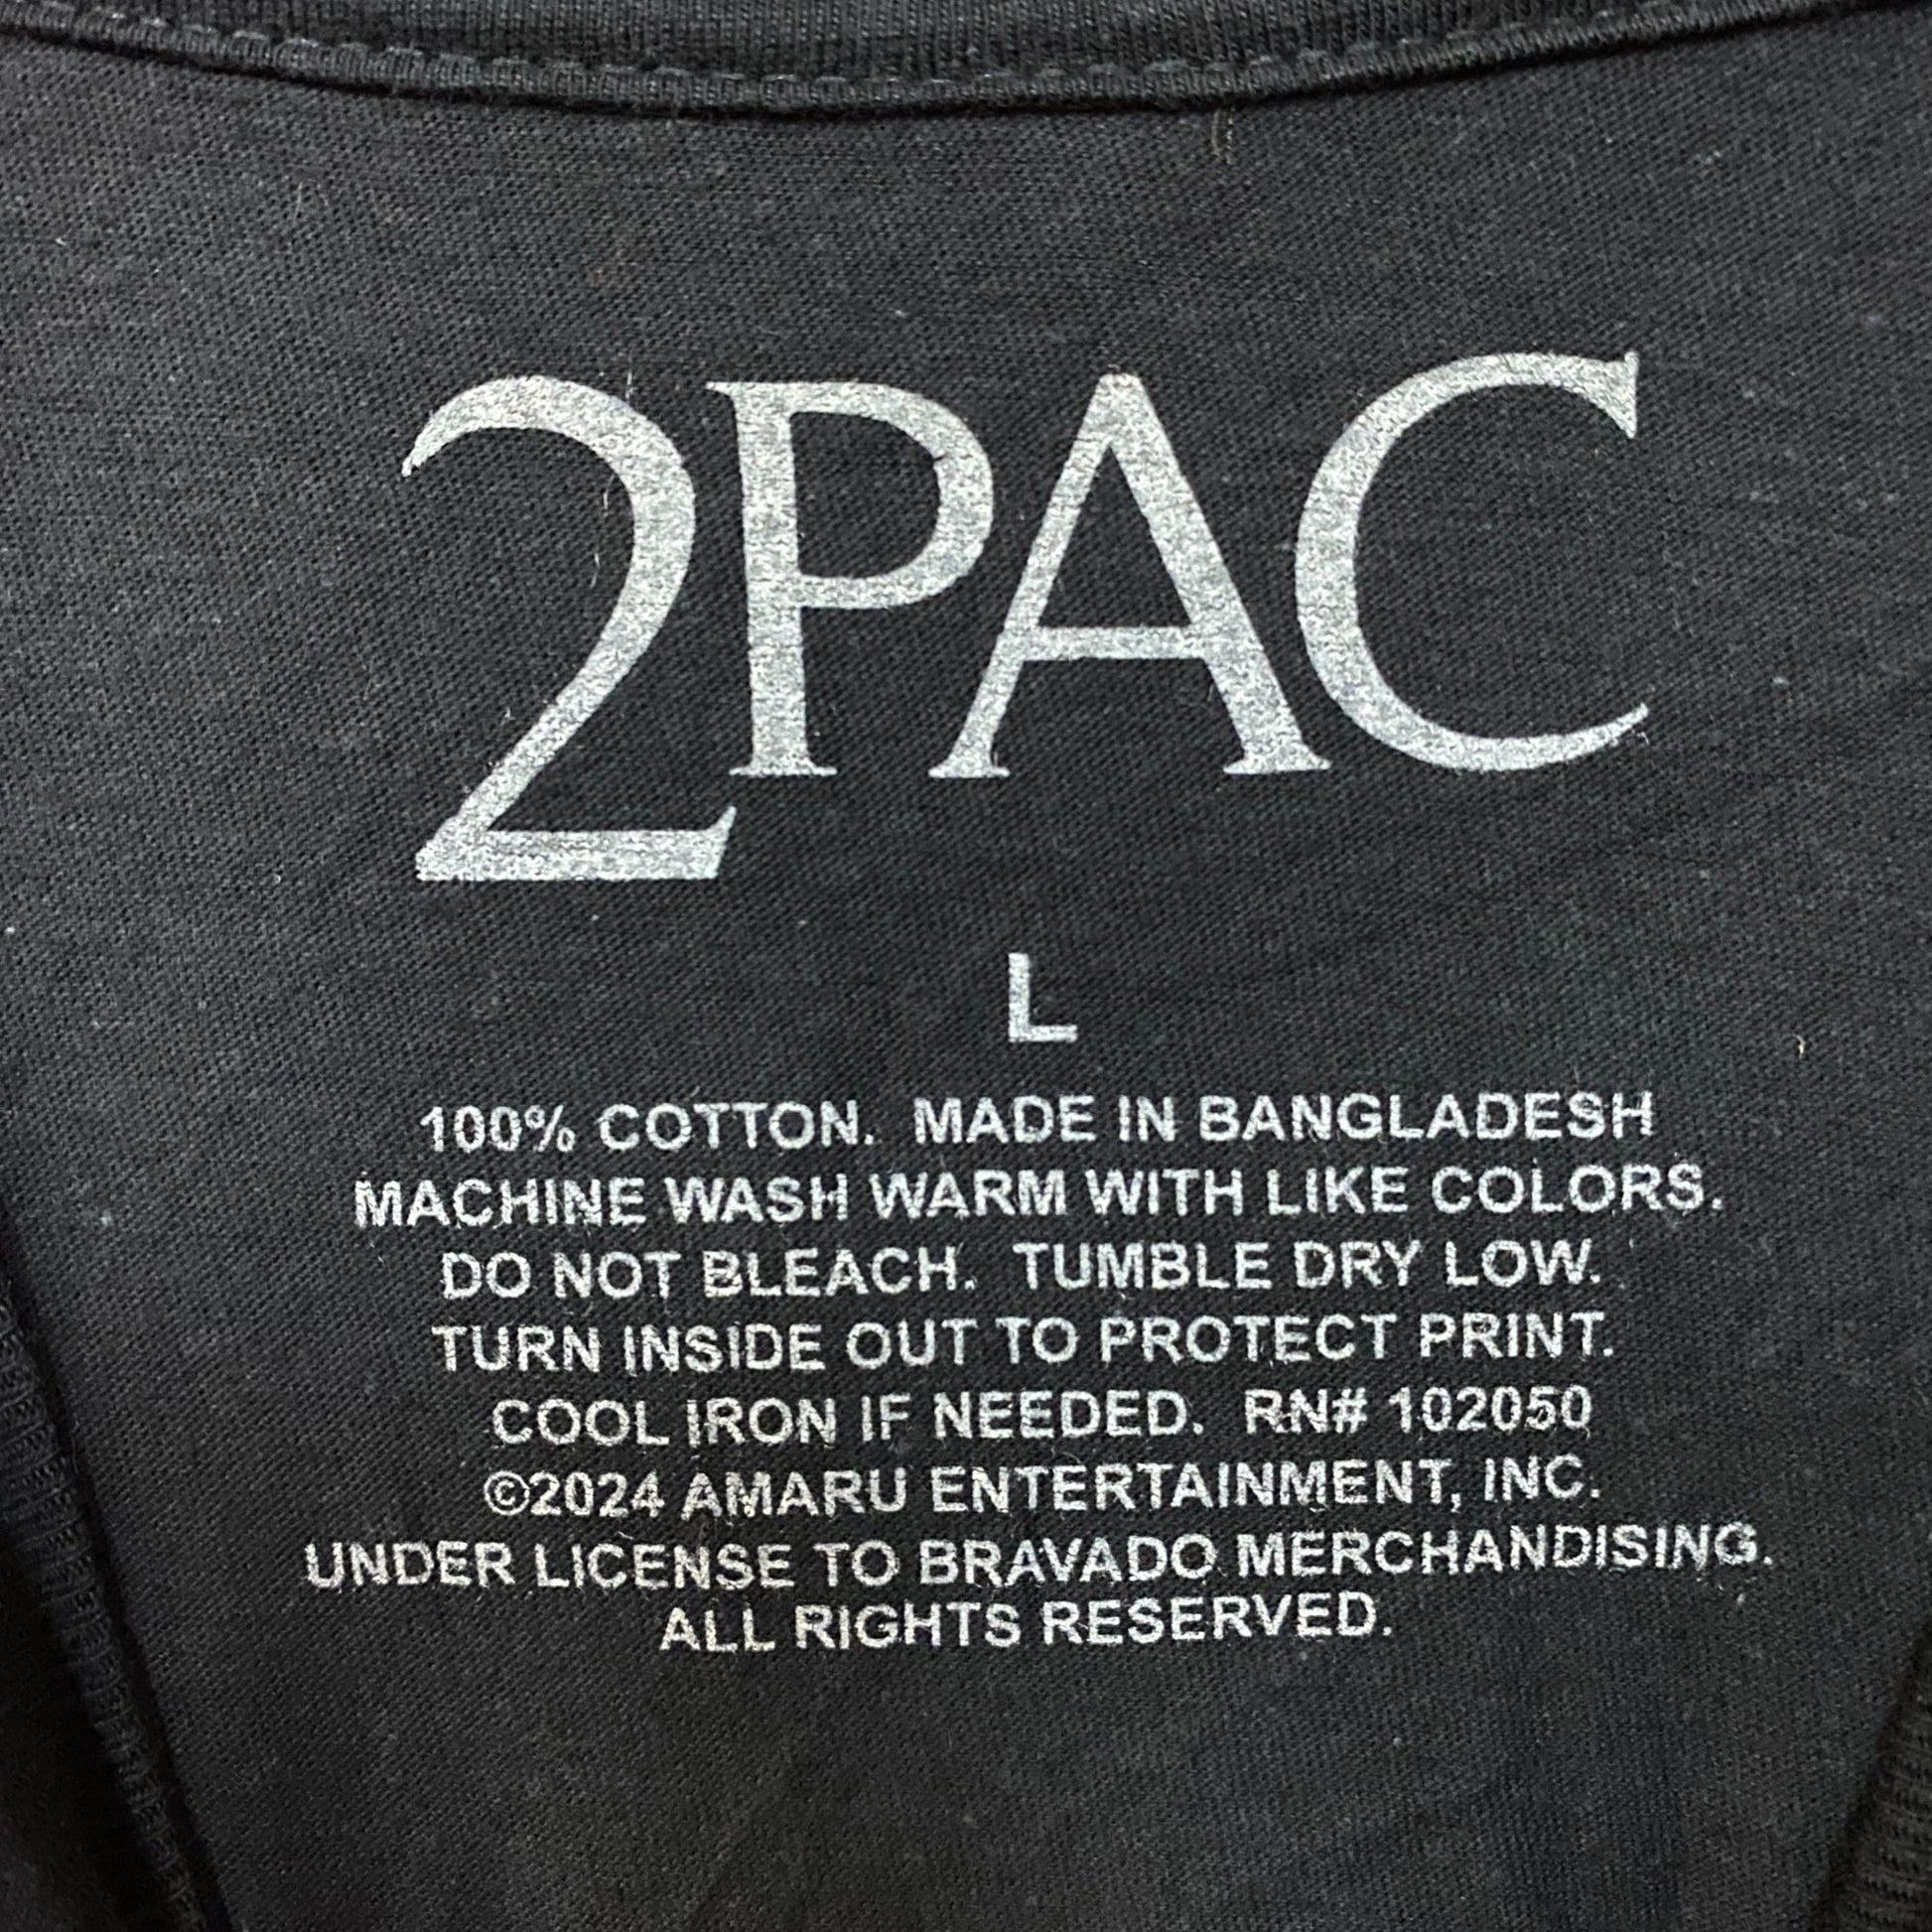 2PAC
L
100% COTTON. MADE IN BANGLADESH
MACHINE WASH WARM WITH LIKE COLORS.
DO NOT BLEACH. TUMBLE DRY LOW.
TURN INSIDE OUT TO PROTECT PRINT.
COOL IRON IF NEEDED. RN# 102050
©2024 AMARU ENTERTAINMENT, INC.
UNDER LICENSE TO BRAVADO MERCHANDISING.
ALL RIGHTS RESERVED.